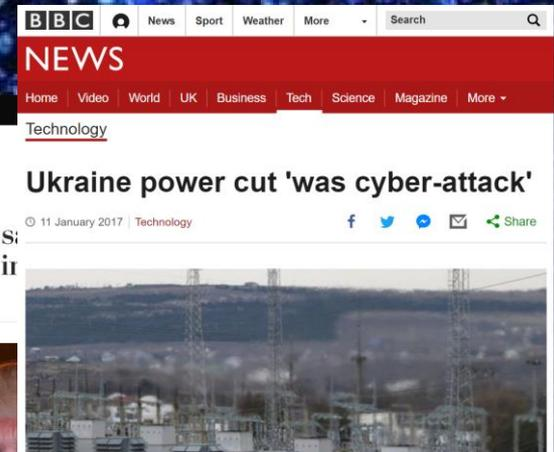 BBC News Sport Weather More Search
NEWS
Home Video World UK Business Tech Science Magazine More
Technology
Ukraine power cut 'was cyber-attack'
11 January 2017 Technology Share